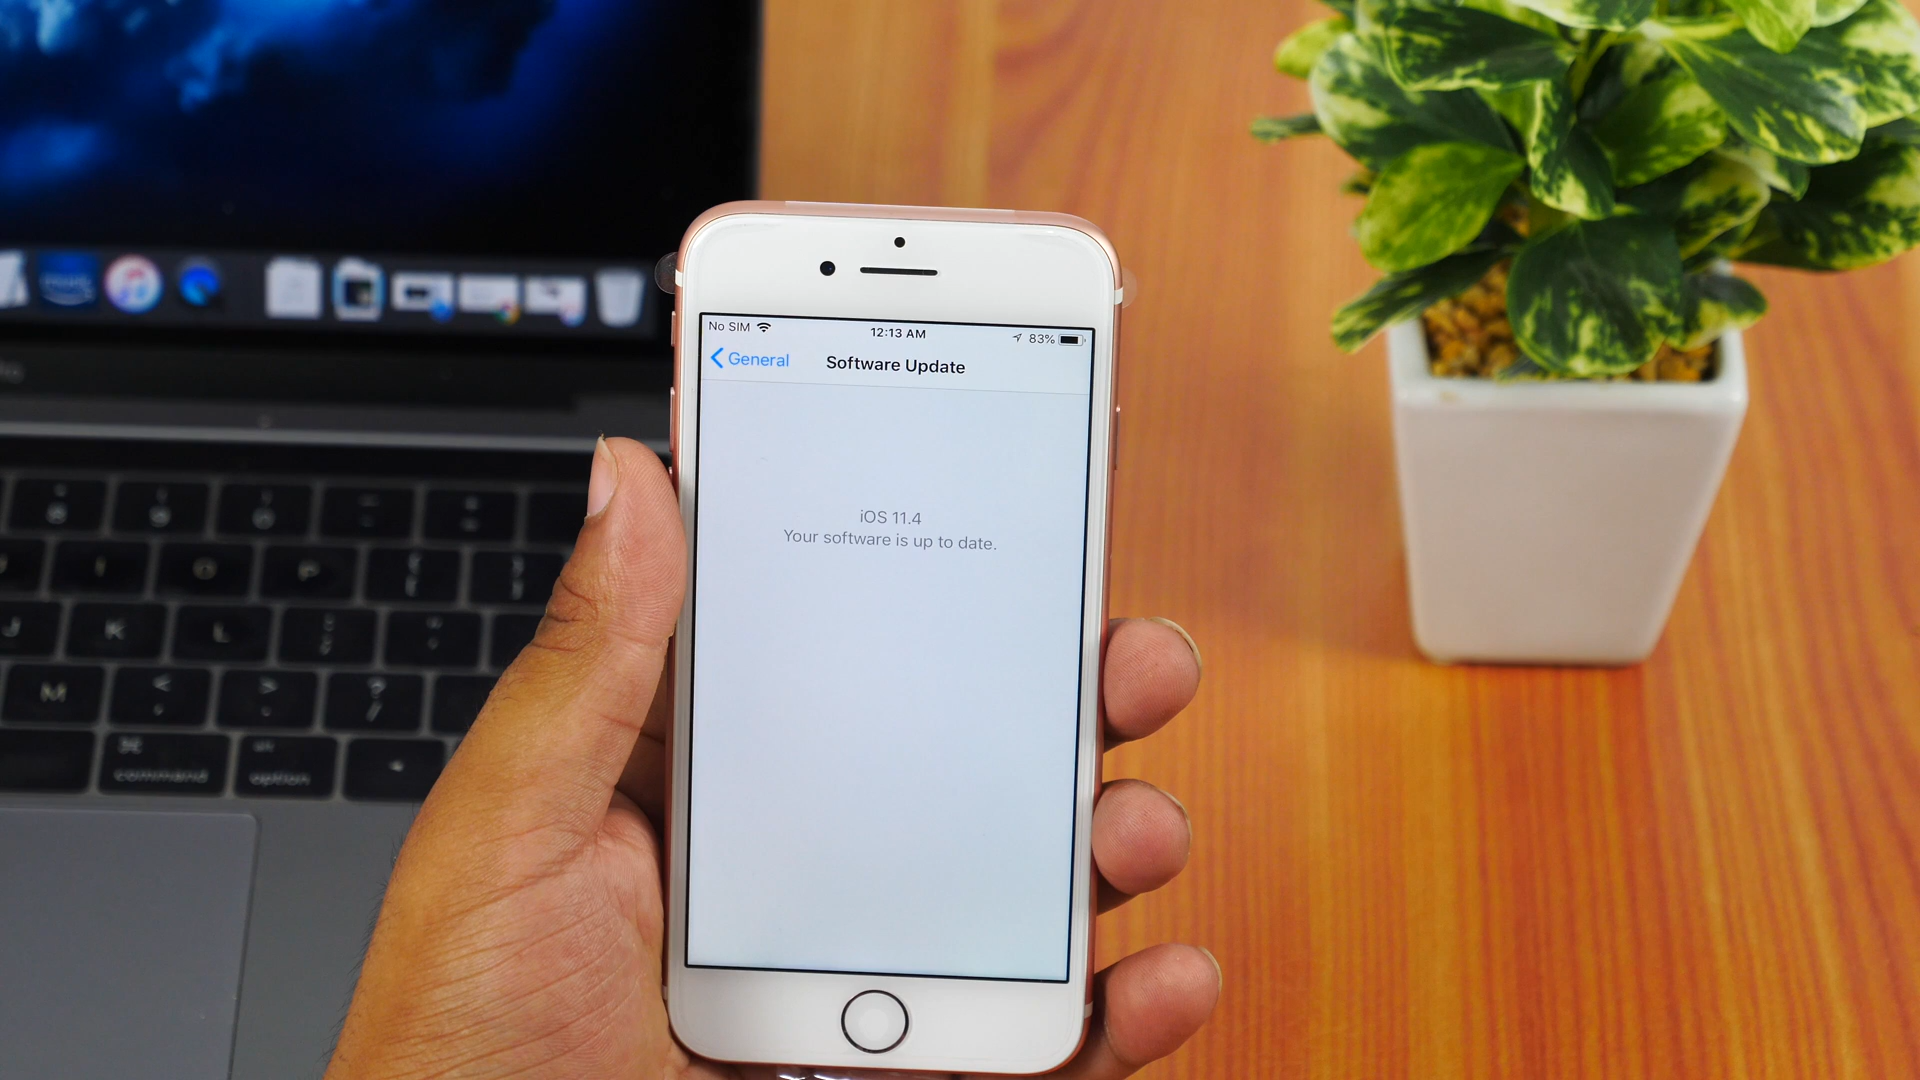 No SIM
12:13 AM
83%
General
Software Update
iOS 11.4
Your software is up to date.
O
P
J
K
L
M
<
,
>
.
?
/
⌘
command
alt
option